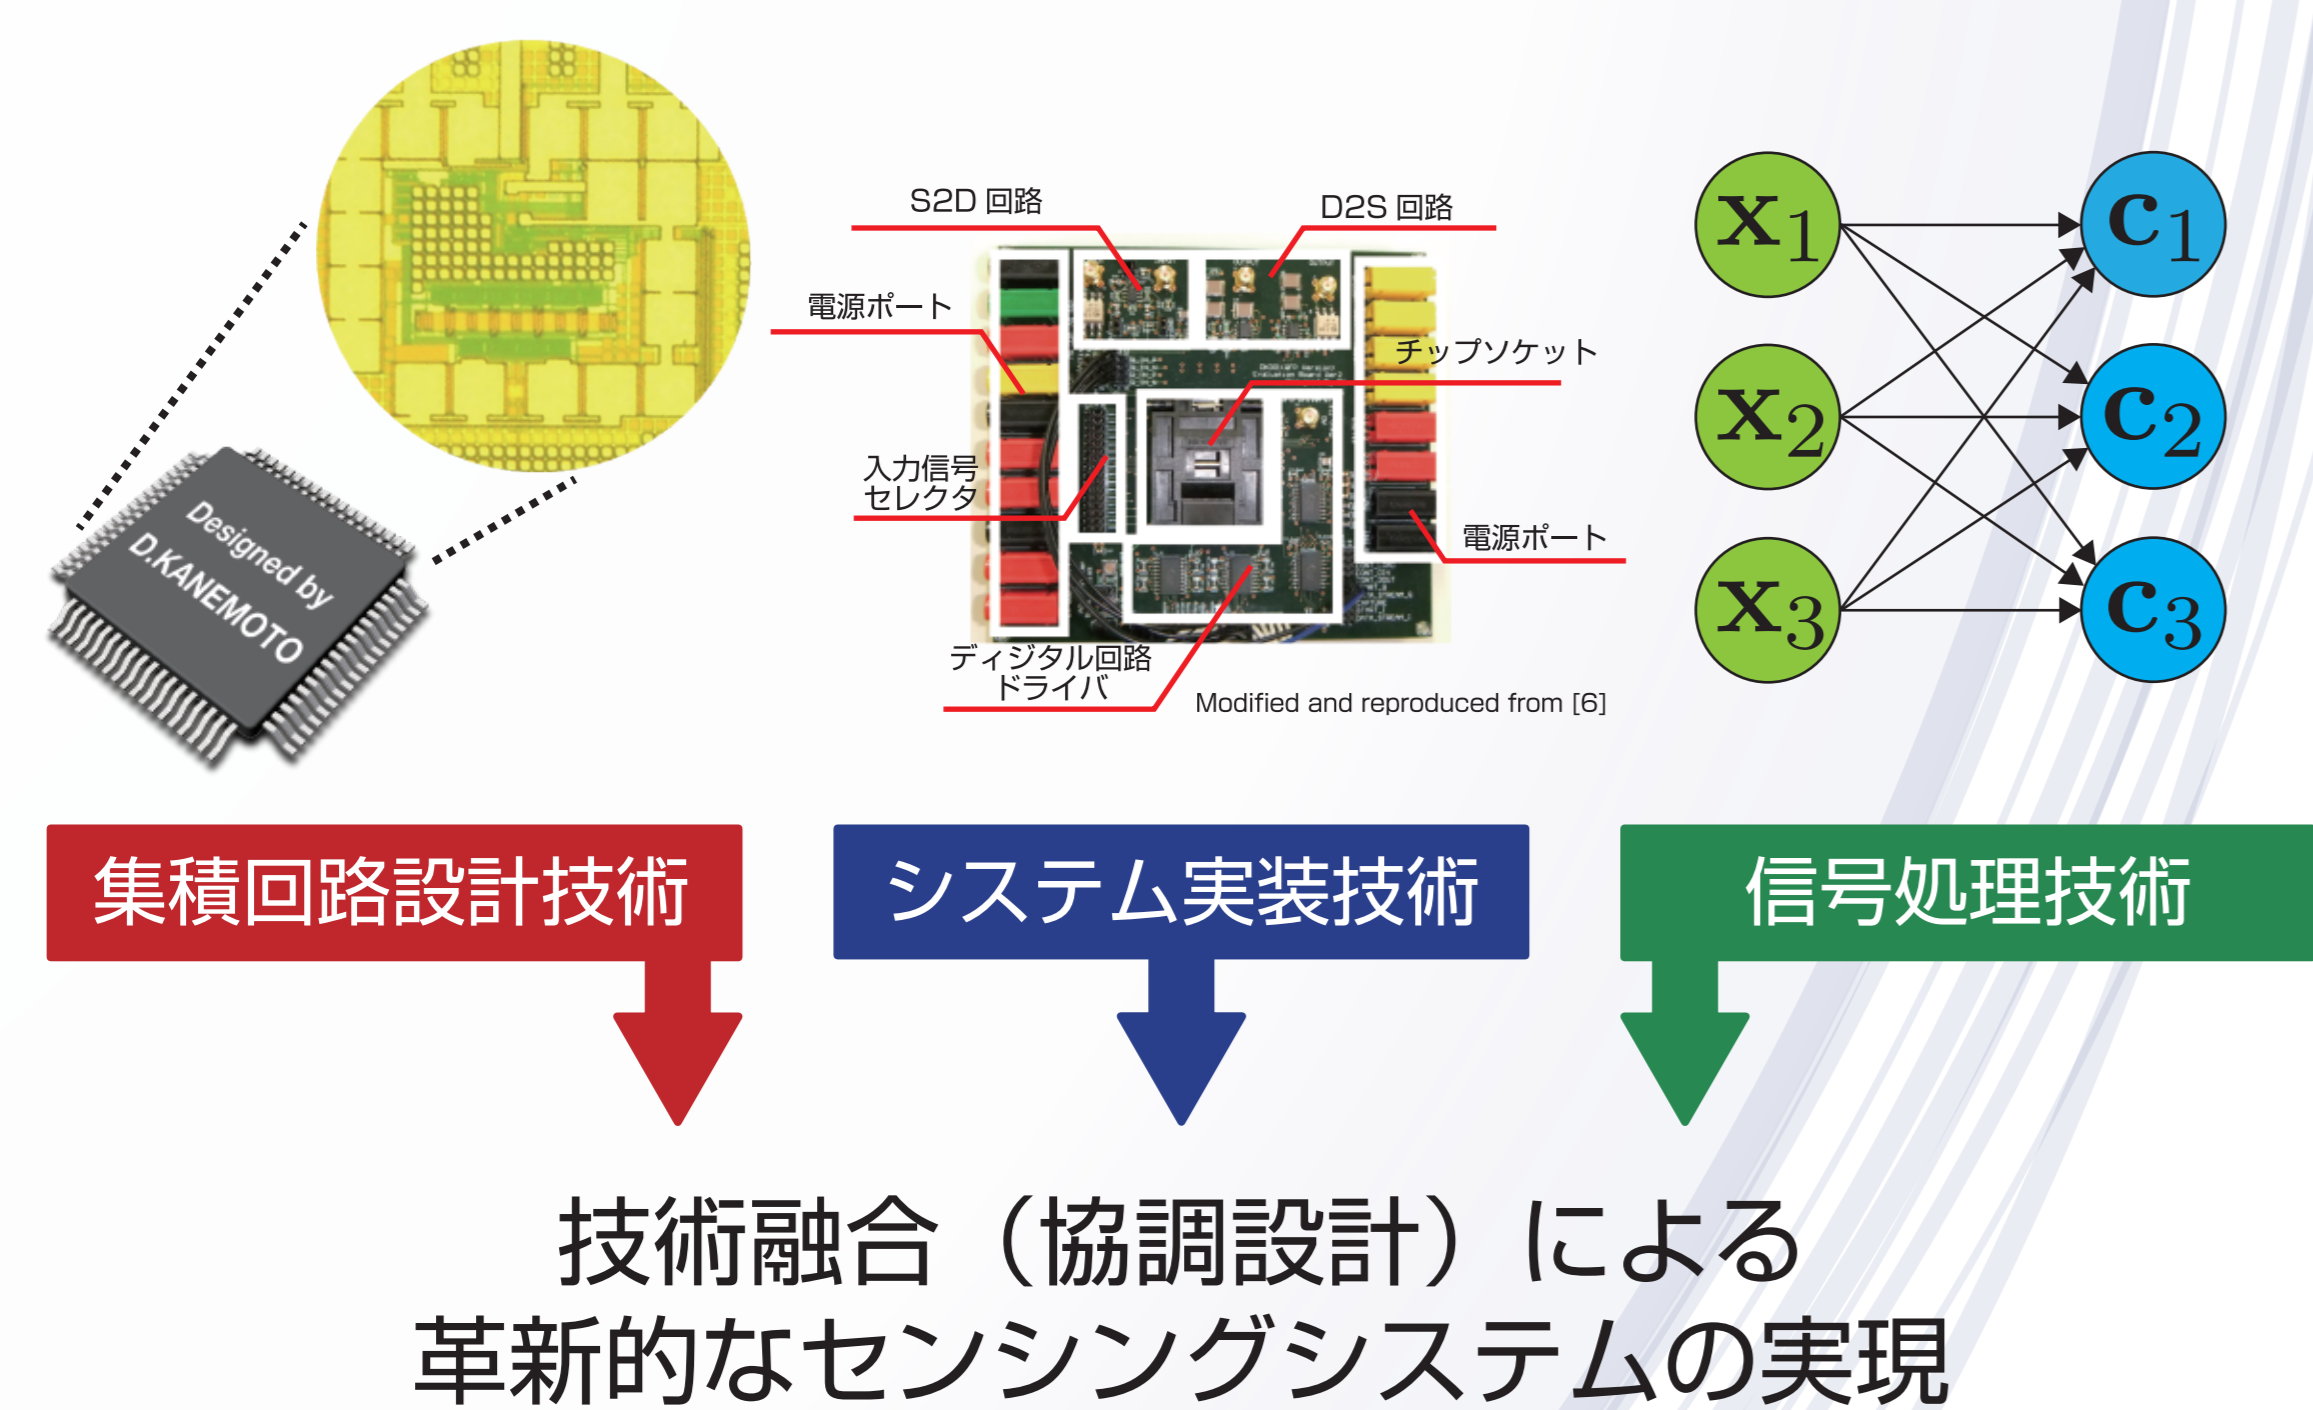 Designed by
D.KANEMOTO
S2D 回路
D2S 回路
電源ポート
チップソケット
入力信号
セレクタ
電源ポート
ディジタル回路
ドライバ
Modified and reproduced from [6]
x1
c1
x2
c2
x3
c3
集積回路設計技術
システム実装技術
信号処理技術
技術融合（協調設計）による
革新的なセンシングシステムの実現